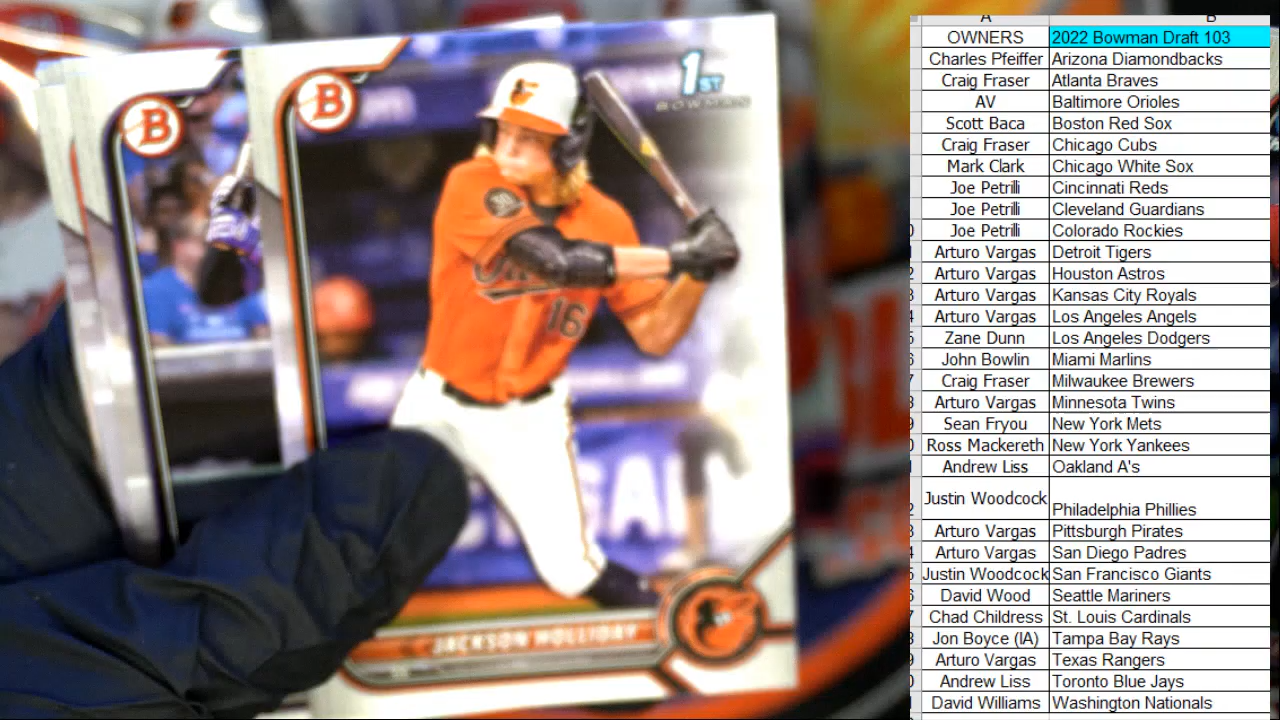 B
B
1ST
BOWMAN
16
JACKSON HOLLIDAY
A B
OWNERS 2022 Bowman Draft 103
Charles Pfeiffer Arizona Diamondbacks
Craig Fraser Atlanta Braves
AV Baltimore Orioles
Scott Baca Boston Red Sox
Craig Fraser Chicago Cubs
Mark Clark Chicago White Sox
Joe Petrilli Cincinnati Reds
Joe Petrilli Cleveland Guardians
Joe Petrilli Colorado Rockies
Arturo Vargas Detroit Tigers
Arturo Vargas Houston Astros
Arturo Vargas Kansas City Royals
Arturo Vargas Los Angeles Angels
Zane Dunn Los Angeles Dodgers
John Bowlin Miami Marlins
Craig Fraser Milwaukee Brewers
Arturo Vargas Minnesota Twins
Sean Fryou New York Mets
Ross Mackereth New York Yankees
Andrew Liss Oakland A's
Justin Woodcock Philadelphia Phillies
Arturo Vargas Pittsburgh Pirates
Arturo Vargas San Diego Padres
Justin Woodcock San Francisco Giants
David Wood Seattle Mariners
Chad Childress St. Louis Cardinals
Jon Boyce (IA) Tampa Bay Rays
Arturo Vargas Texas Rangers
Andrew Liss Toronto Blue Jays
David Williams Washington Nationals